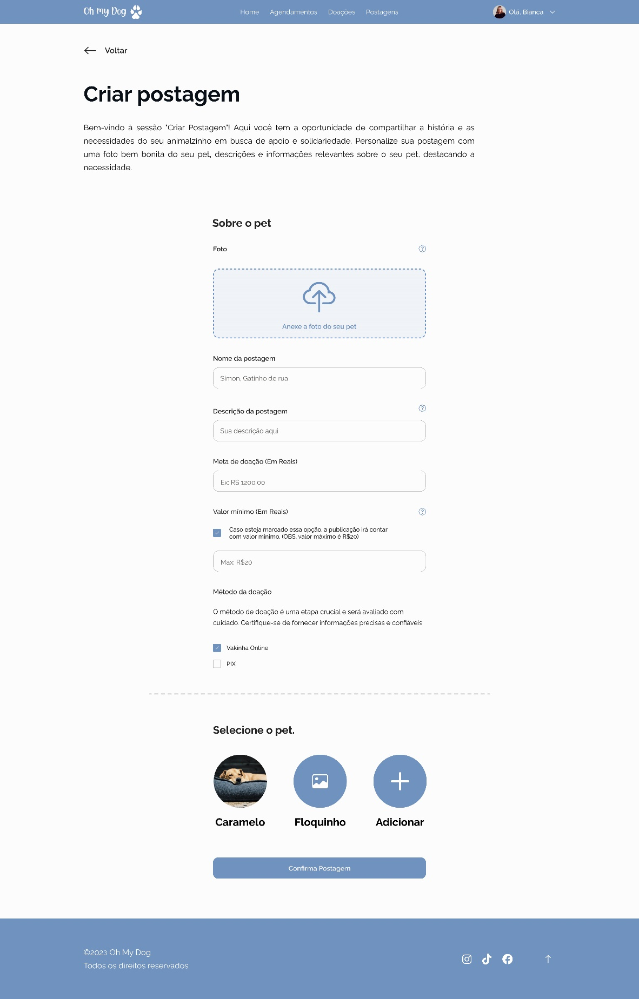 Oh my Dog
Home Agendamentos Doações Postagens
Olá, Bianca
Voltar
Criar postagem
Bem-vindo à sessão "Criar Postagem"! Aqui você tem a oportunidade de compartilhar a história e as
necessidades do seu animalzinho em busca de apoio e solidariedade. Personalize sua postagem com
uma foto bem bonita do seu pet, descrições e informações relevantes sobre o seu pet, destacando a
necessidade.
Sobre o pet
Foto ?
Anexe a foto do seu pet
Nome da postagem
Simon, Gatinho de rua
Descrição da postagem ?
Sua descrição aqui
Meta de doação (Em Reais)
Ex: R$ 1200,00
Valor mínimo (Em Reais) ?
Caso esteja marcado essa opção, a publicação irá contar
com valor minimo. (OBS, valor máximo é R$20)
Max: R$20
Método da doação
O método de doação é uma etapa crucial e será avaliado com
cuidado. Certifique-se de fornecer informações precisas e confiáveis
Vakinha Online
PIX
Selecione o pet.
Caramelo Floquinho Adicionar
Confirma Postagem
©2023 Oh My Dog
Todos os direitos reservados